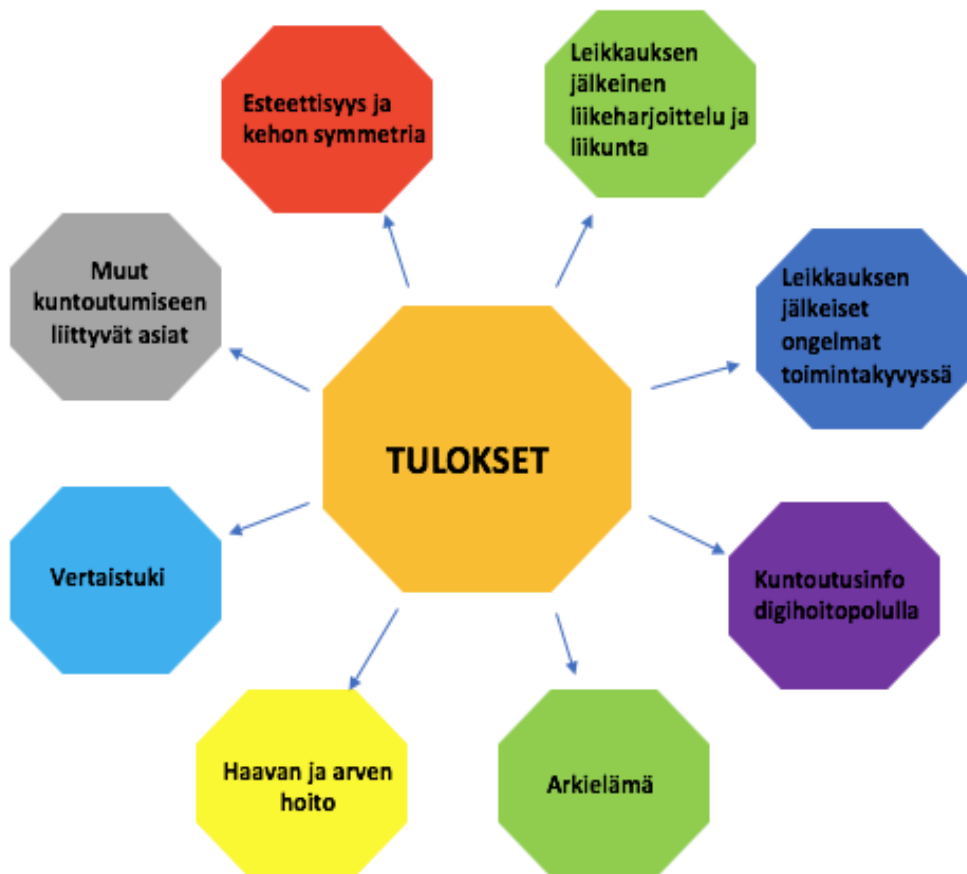 Esteettisyys ja
kehon symmetria
Leikkauksen
jälkeinen
liikeharjoittelu ja
liikunta
Muut
kuntoutumiseen
liittyvät asiat
Leikkauksen
jälkeiset
ongelmat
toimintakyvyssä
TULOKSET
Vertaistuki
Kuntoutusinfo
digihoitopolulla
Haavan ja arven
hoito
Arkielämä